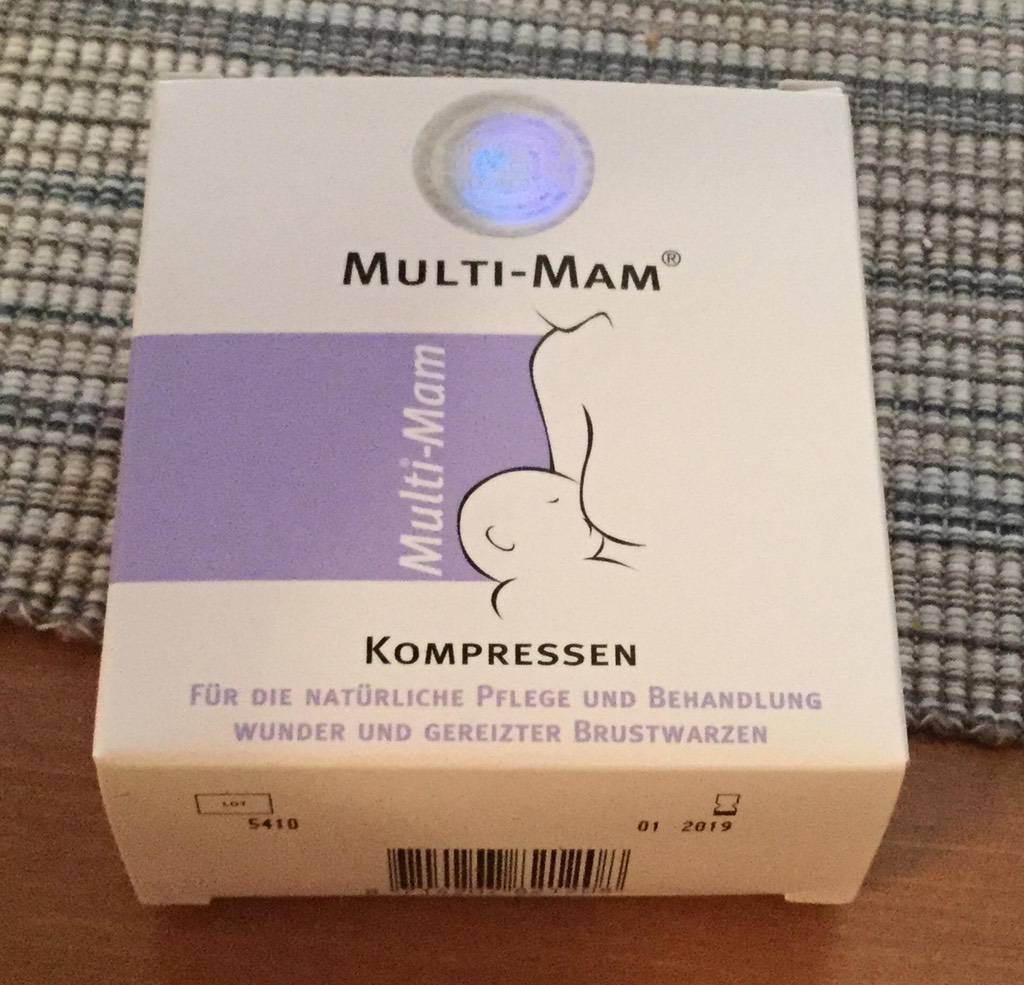 MULTI-MAM®
Multi-Mam
KOMPRESSEN
FÜR DIE NATÜRLICHE PFLEGE UND BEHANDLUNG
WUNDER UND GEREIZTER BRUSTWARZEN
LOT
5410
01 2019